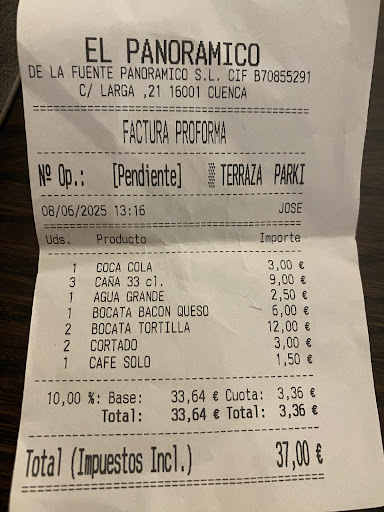 EL PANORAMICO
DE LA FUENTE PANORAMICO S.L. CIF B70855291
C/ LARGA ,21 16001 CUENCA
FACTURA PROFORMA
Nº Op.: [Pendiente] TERRAZA PARKI
08/06/2025 13:16 JOSE
Uds. Producto Importe
1 COCA COLA 3,00 €
3 CAÑA 33 cl. 9,00 €
1 AGUA GRANDE 2,50 €
1 BOCATA BACON QUESO 6,00 €
2 BOCATA TORTILLA 12,00 €
2 CORTADO 3,00 €
1 CAFE SOLO 1,50 €
10,00 %: Base: 33,64 € Cuota: 3,36 €
Total: 33,64 € Total: 3,36 €
Total (Impuestos Incl.) 37,00 €